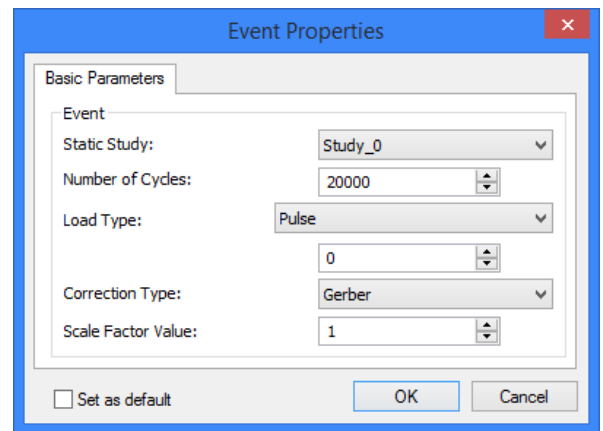 Event Properties
Basic Parameters
Event
Static Study: Study_0
Number of Cycles: 20000
Load Type: Pulse
0
Correction Type: Gerber
Scale Factor Value: 1
Set as default OK Cancel